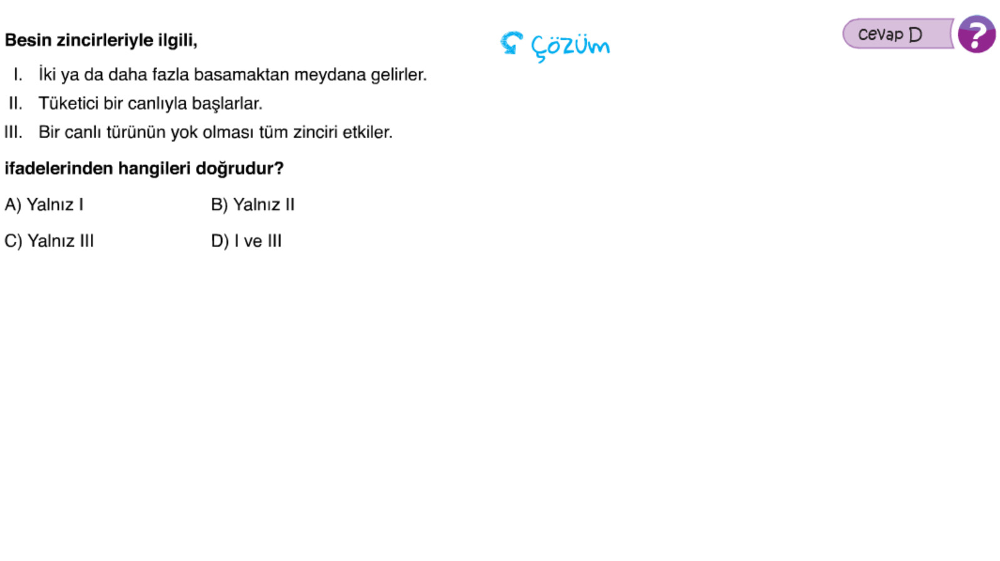 Besin zincirleriyle ilgili,
I. İki ya da daha fazla basamaktan meydana gelirler.
II. Tüketici bir canlıyla başlarlar.
III. Bir canlı türünün yok olması tüm zinciri etkiler.
ifadelerinden hangileri doğrudur?
A) Yalnız I B) Yalnız II
C) Yalnız III D) I ve III
Çözüm
Cevap D ?